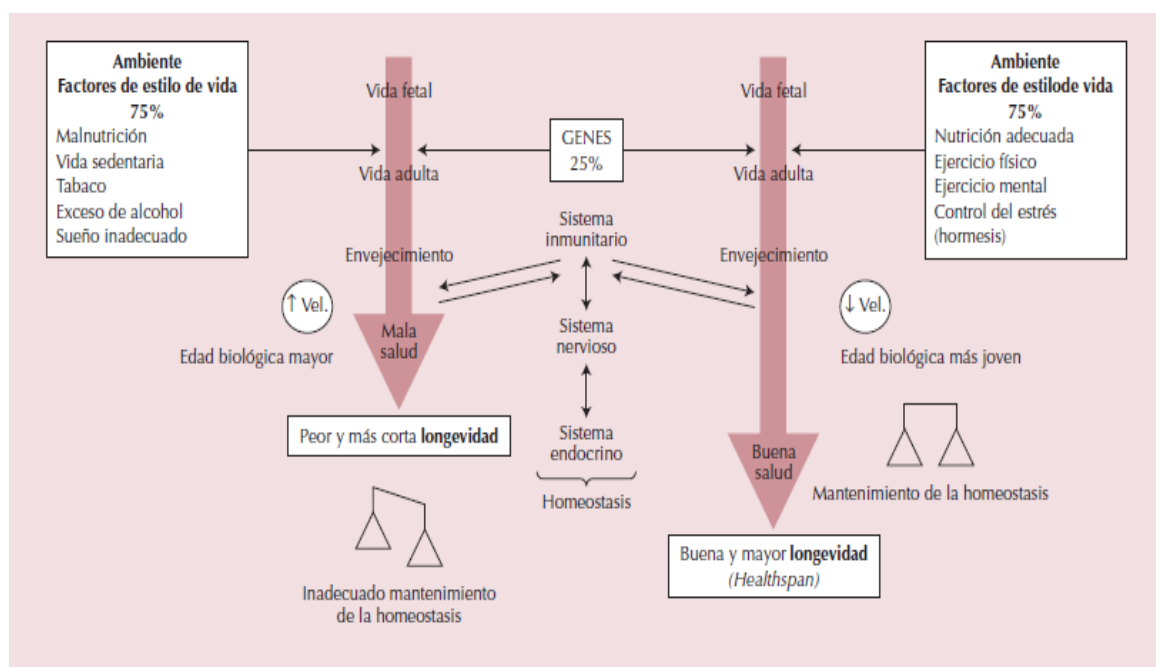 Ambiente
Factores de estilo de vida
75%
Malnutrición
Vida sedentaria
Tabaco
Exceso de alcohol
Sueño inadecuado
Vida fetal
Vida adulta
Envejecimiento
↑ Vel.
Edad biológica mayor
Mala
salud
Peor y más corta longevidad
Inadecuado mantenimiento
de la homeostasis
GENES
25%
Sistema
inmunitario
Sistema
nervioso
Sistema
endocrino
Homeostasis
Vida fetal
Vida adulta
Envejecimiento
Buena
salud
Buena y mayor longevidad
(Healthspan)
Ambiente
Factores de estilode vida
75%
Nutrición adecuada
Ejercicio físico
Ejercicio mental
Control del estrés
(hormesis)
↓ Vel.
Edad biológica más joven
Mantenimiento de la homeostasis